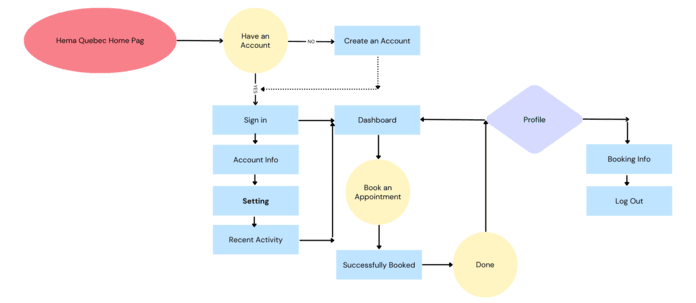 Hema Quebec Home Pag
Have an
Account
NO
Create an Account
YES
Sign in
Dashboard
Profile
Account Info
Booking Info
Book an
Appointment
Setting
Log Out
Recent Activity
Successfully Booked
Done